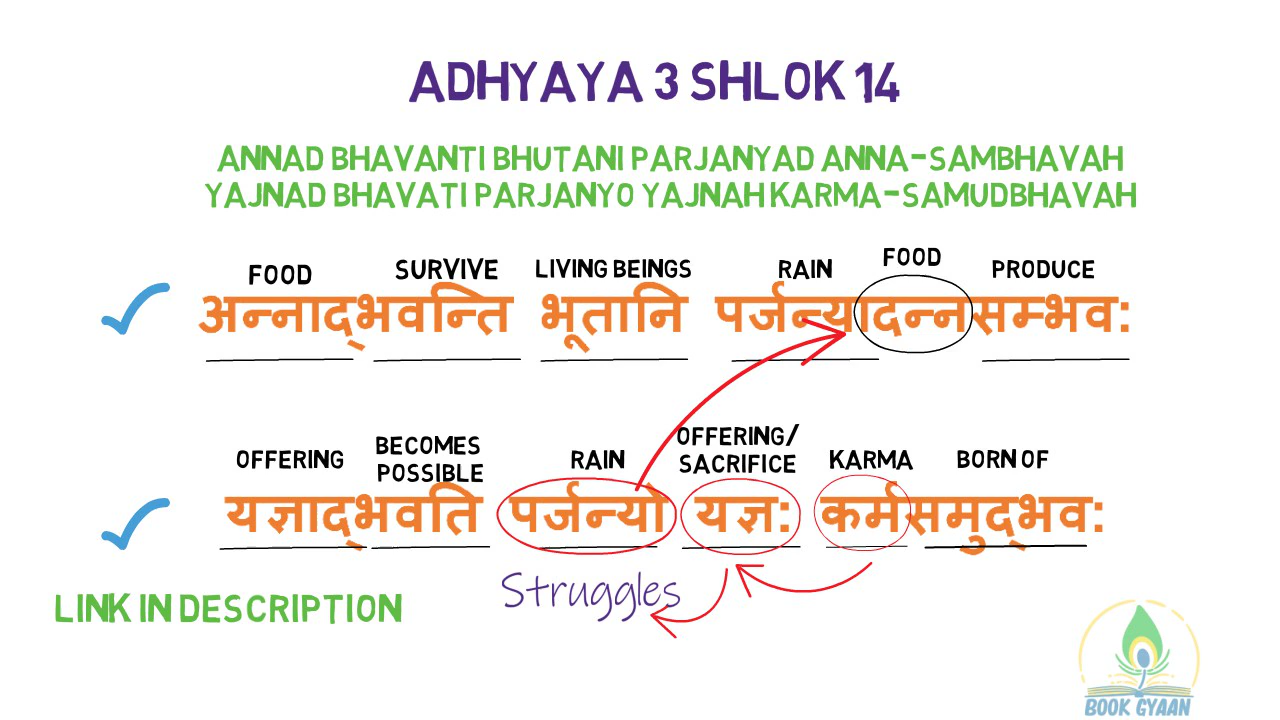 ADHYAYA 3 SHLOK 14
ANNAD BHAVANTI BHUTANI PARJANYAD ANNA-SAMBHAVAH
YAJNAD BHAVATI PARJANYO YAJNAH KARMA-SAMUDBHAVAH
FOOD SURVIVE LIVING BEINGS RAIN FOOD PRODUCE
अन्नाद्भवन्ति भूतानि पर्जन्यादन्नसम्भव:
OFFERING BECOMES POSSIBLE RAIN OFFERING/ SACRIFICE KARMA BORN OF
यज्ञाद्भवति पर्जन्यो यज्ञ: कर्मसमुद्भव:
Struggles
LINK IN DESCRIPTION
BOOK GYAAN